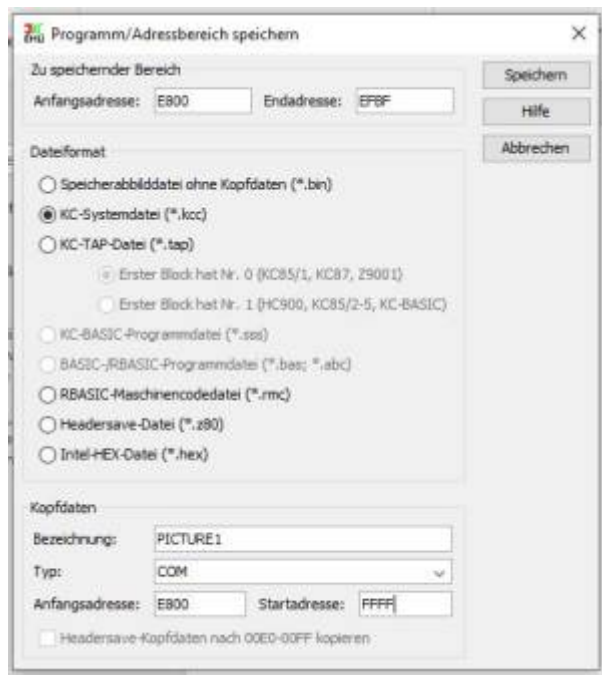 Programm/Adressbereich speichern
Zu speichernder Bereich
Anfangsadresse: E800 Endadresse: EFBF
Speichern
Hilfe
Abbrechen
Dateiformat
Speicherabbilddatei ohne Kopfdaten (*.bin)
KC-Systemdatei (*.kcc)
KC-TAP-Datei (*.tap)
Erster Block hat Nr. 0 (KC85/1, KC87, Z9001)
Erster Block hat Nr. 1 (HC900, KC85/2-5, KC-BASIC)
KC-BASIC-Programmdatei (*.sss)
BASIC-/RBASIC-Programmdatei (*.bas; *.abc)
RBASIC-Maschinencodedatei (*.rmc)
Headersave-Datei (*.z80)
Intel-HEX-Datei (*.hex)
Kopfdaten
Bezeichnung: PICTURE1
Typ: COM
Anfangsadresse: E800 Startadresse: FFFF
Headersave-Kopfdaten nach 00E0-00FF kopieren